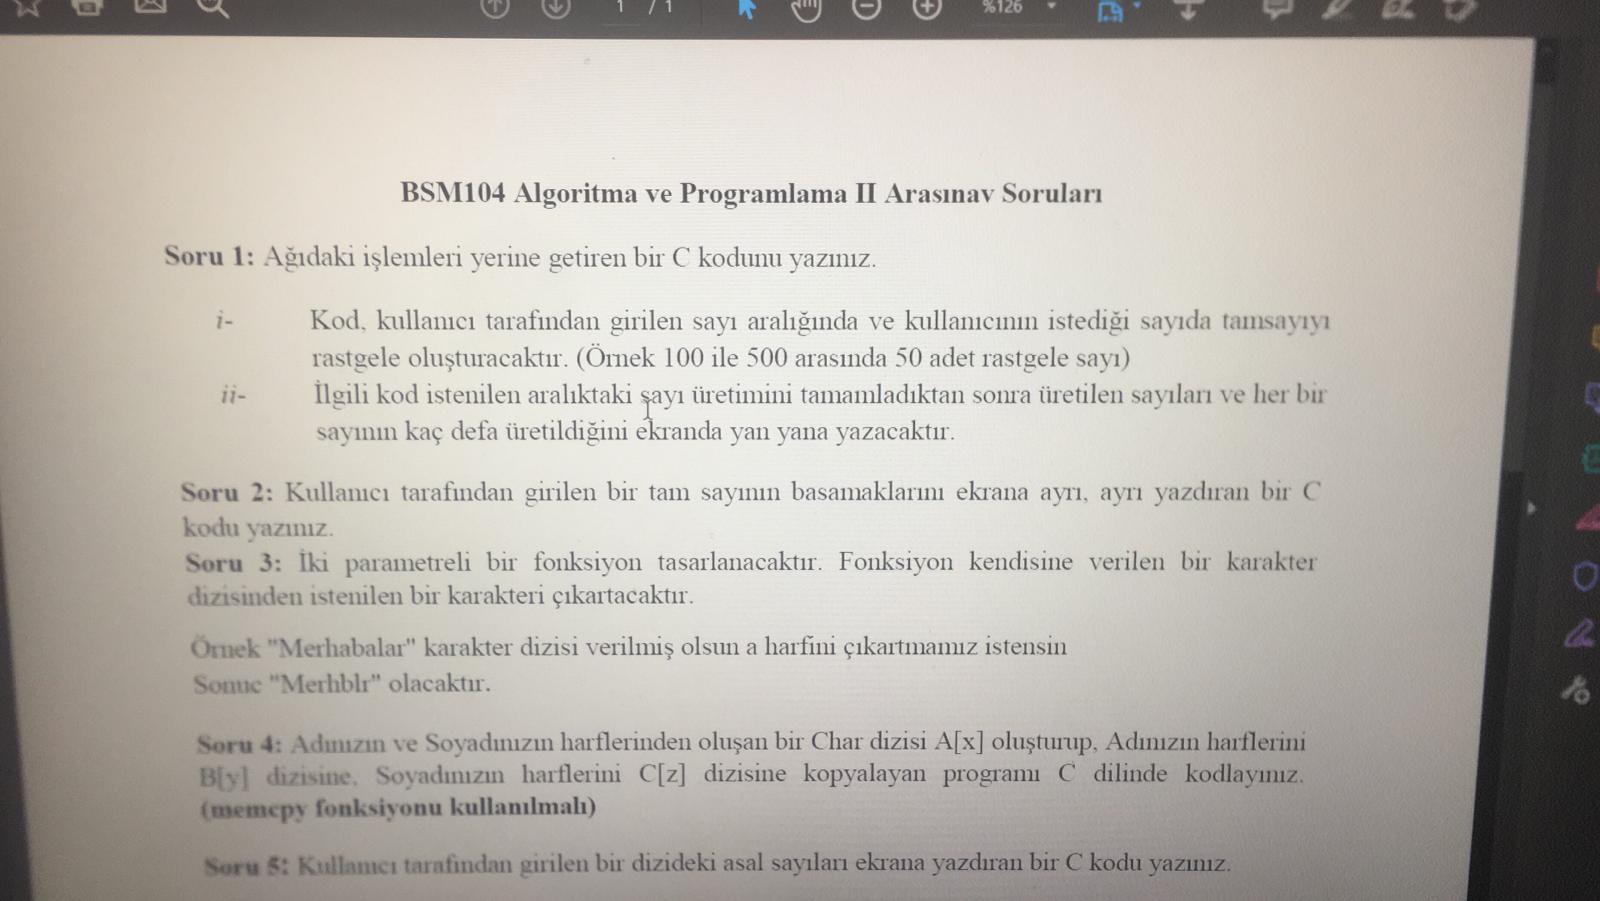 1 / 1
%126
BSM104 Algoritma ve Programlama II Arasınav Soruları
Soru 1: Ağıdaki işlemleri yerine getiren bir C kodunu yazınız.
i- Kod, kullanıcı tarafından girilen sayı aralığında ve kullanıcının istediği sayıda tamsayıyı
rastgele oluşturacaktır. (Örnek 100 ile 500 arasında 50 adet rastgele sayı)
ii- İlgili kod istenilen aralıktaki sayı üretimini tamamladıktan sonra üretilen sayıları ve her bir
sayının kaç defa üretildiğini ekranda yan yana yazacaktır.
Soru 2: Kullanıcı tarafından girilen bir tam sayının basamaklarını ekrana ayrı, ayrı yazdıran bir C
kodu yazınız.
Soru 3: İki parametreli bir fonksiyon tasarlanacaktır. Fonksiyon kendisine verilen bir karakter
dizisinden istenilen bir karakteri çıkartacaktır.
Örnek "Merhabalar" karakter dizisi verilmiş olsun a harfini çıkartmamız istensin
Sonuc "Merhblr" olacaktır.
Soru 4: Adınızın ve Soyadınızın harflerinden oluşan bir Char dizisi A[x] oluşturup, Adınızın harflerini
B[y] dizisine, Soyadınızın harflerini C[z] dizisine kopyalayan programı C dilinde kodlayınız.
(memcpy fonksiyonu kullanılmalı)
Soru 5: Kullanıcı tarafından girilen bir dizideki asal sayıları ekrana yazdıran bir C kodu yazınız.